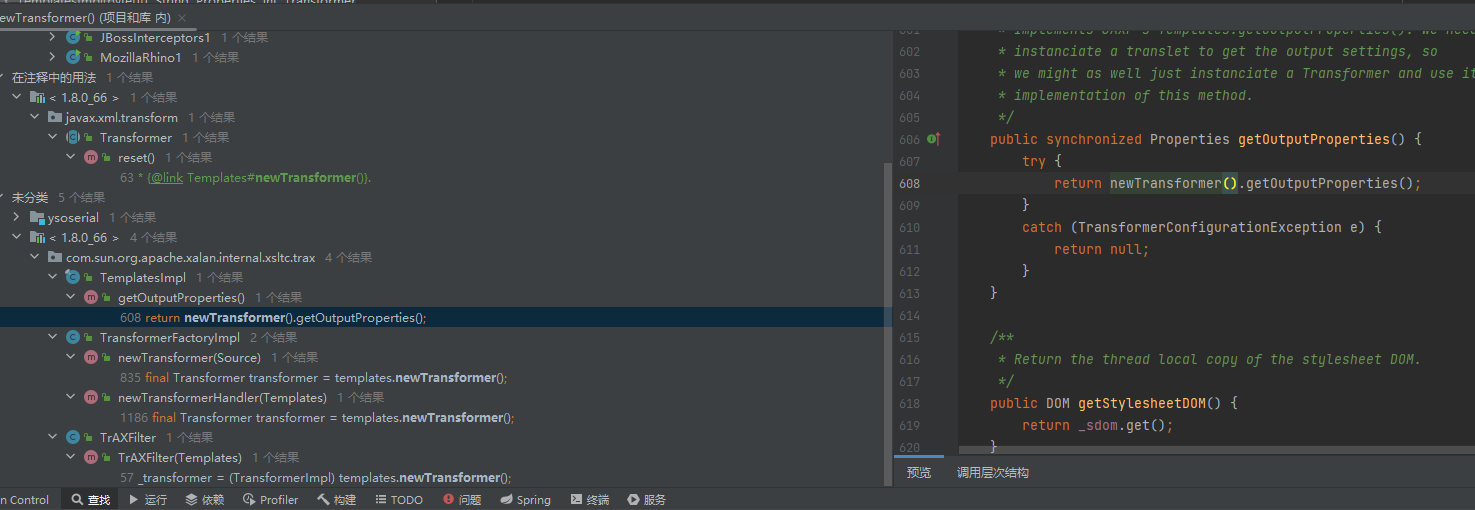 newTransformer() (项目和库 内)
JBossInterceptors1 1 个结果
MozillaRhino1 1 个结果
在注释中的用法 1 个结果
< 1.8.0_66 > 1 个结果
javax.xml.transform 1 个结果
Transformer 1 个结果
reset() 1 个结果
63 * {@link Templates#newTransformer()}.
未分类 5 个结果
ysoserial 1 个结果
< 1.8.0_66 > 4 个结果
com.sun.org.apache.xalan.internal.xsltc.trax 4 个结果
TemplatesImpl 1 个结果
getOutputProperties() 1 个结果
608 return newTransformer().getOutputProperties();
TransformerFactoryImpl 2 个结果
newTransformer(Source) 1 个结果
835 final Transformer transformer = templates.newTransformer();
newTransformerHandler(Templates) 1 个结果
1186 final Transformer transformer = templates.newTransformer();
TrAXFilter 1 个结果
TrAXFilter(Templates) 1 个结果
57 _transformer = (TransformerImpl) templates.newTransformer();
602 * instanciate a translet to get the output settings, so
603 * we might as well just instanciate a Transformer and use it
604 * implementation of this method.
605 */
606 public synchronized Properties getOutputProperties() {
607 try {
608 return newTransformer().getOutputProperties();
609 }
610 catch (TransformerConfigurationException e) {
611 return null;
612 }
613 }
614
615 /**
616 * Return the thread local copy of the stylesheet DOM.
617 */
618 public DOM getStylesheetDOM() {
619 return _sdom.get();
620 }
预览 调用层次结构
n Control 查找 运行 依赖 Profiler 构建 TODO 问题 Spring 终端 服务